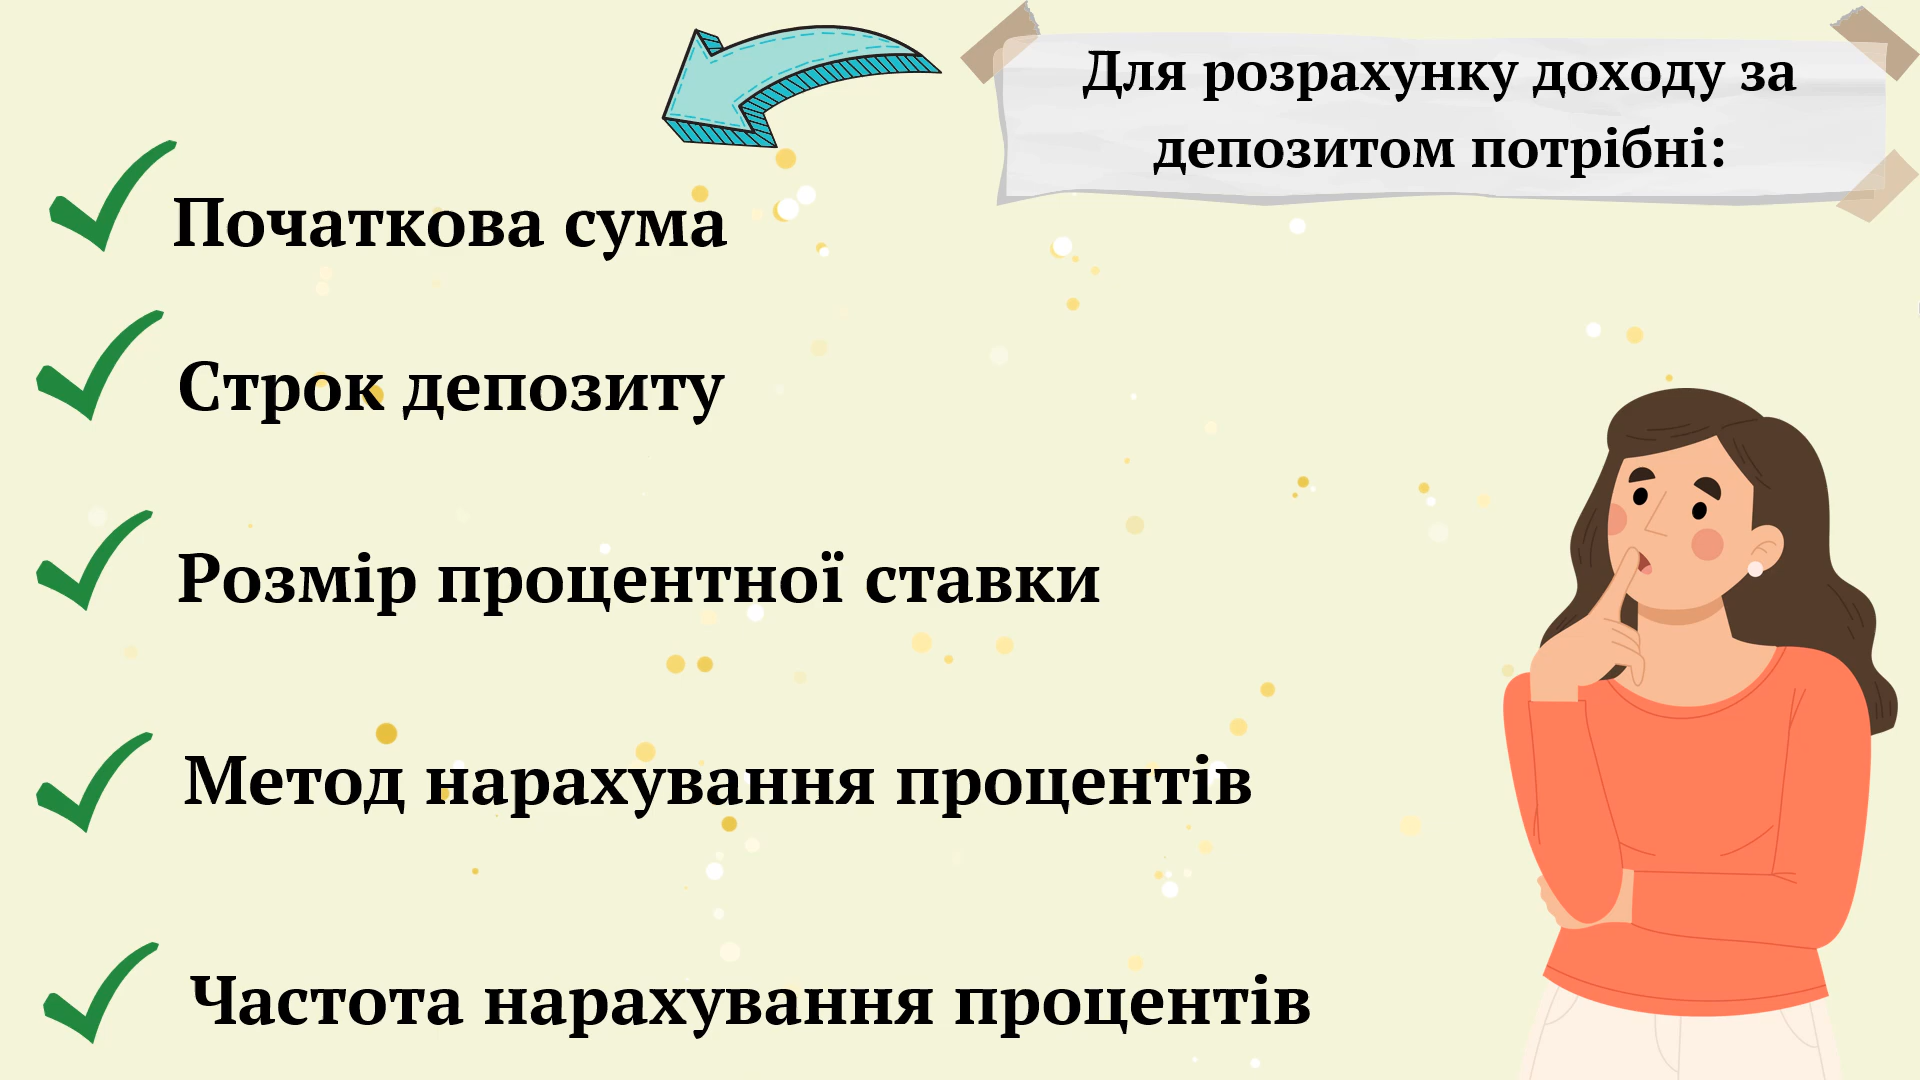 Для розрахунку доходу за
депозитом потрібні:
Початкова сума
Строк депозиту
Розмір процентної ставки
Метод нарахування процентів
Частота нарахування процентів